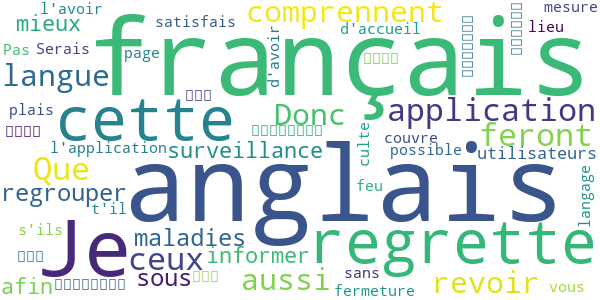 l'avoir
comprennent
mesure
mieux
satisfais
d'accueil
lieu
français
Pas
Serais
page
d'avoir
langue
plais
cette
Donc
application
feront
l'application
surveillance
culte
couvre
possible
utilisateurs
Que
anglais
regrouper
feu
langage
t'il
s'ils
Je
maladies
regrette
ceux
informer
sous
aussi
sans
revoir
afin
fermeture
vous